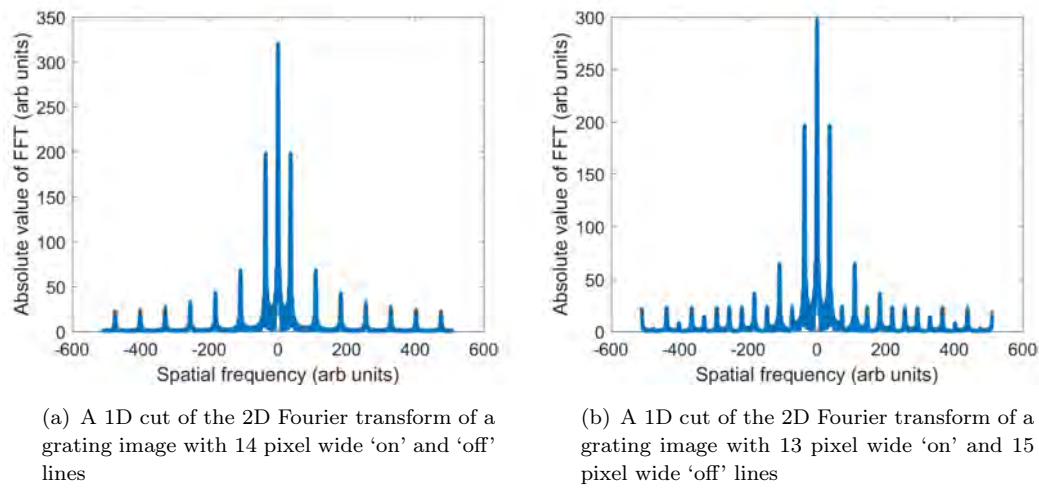 350
300
250
200
150
100
50
0
-600 -400 -200 0 200 400 600
Absolute value of FFT (arb units)
Spatial frequency (arb units)
(a) A 1D cut of the 2D Fourier transform of a
grating image with 14 pixel wide ‘on’ and ‘off’
lines
300
250
200
150
100
50
0
-600 -400 -200 0 200 400 600
Absolute value of FFT (arb units)
Spatial frequency (arb units)
(b) A 1D cut of the 2D Fourier transform of a
grating image with 13 pixel wide ‘on’ and 15
pixel wide ‘off’ lines